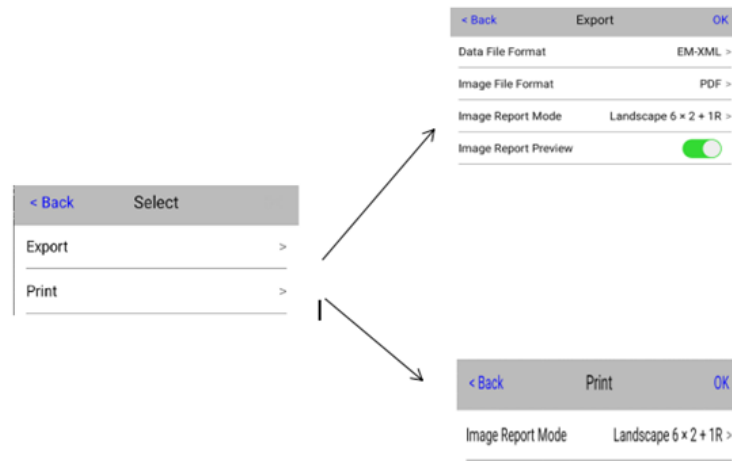 < Back Export OK
Data File Format EM-XML >
Image File Format PDF >
Image Report Mode Landscape 6 × 2 + 1R >
Image Report Preview
< Back Select
Export >
Print >
< Back Print OK
Image Report Mode Landscape 6 × 2 + 1R >